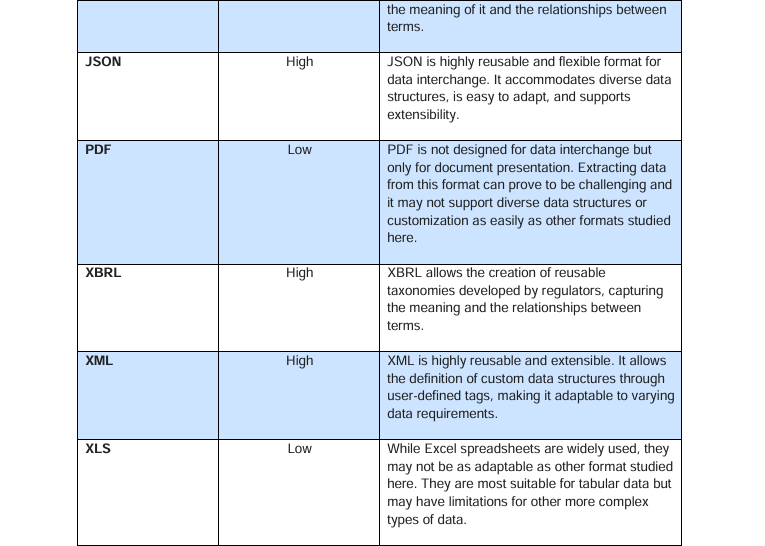 the meaning of it and the relationships between
terms.
JSON
High
JSON is highly reusable and flexible format for
data interchange. It accommodates diverse data
structures, is easy to adapt, and supports
extensibility.
PDF
Low
PDF is not designed for data interchange but
only for document presentation. Extracting data
from this format can prove to be challenging and
it may not support diverse data structures or
customization as easily as other formats studied
here.
XBRL
High
XBRL allows the creation of reusable
taxonomies developed by regulators, capturing
the meaning and the relationships between
terms.
XML
High
XML is highly reusable and extensible. It allows
the definition of custom data structures through
user-defined tags, making it adaptable to varying
data requirements.
XLS
Low
While Excel spreadsheets are widely used, they
may not be as adaptable as other format studied
here. They are most suitable for tabular data but
may have limitations for other more complex
types of data.